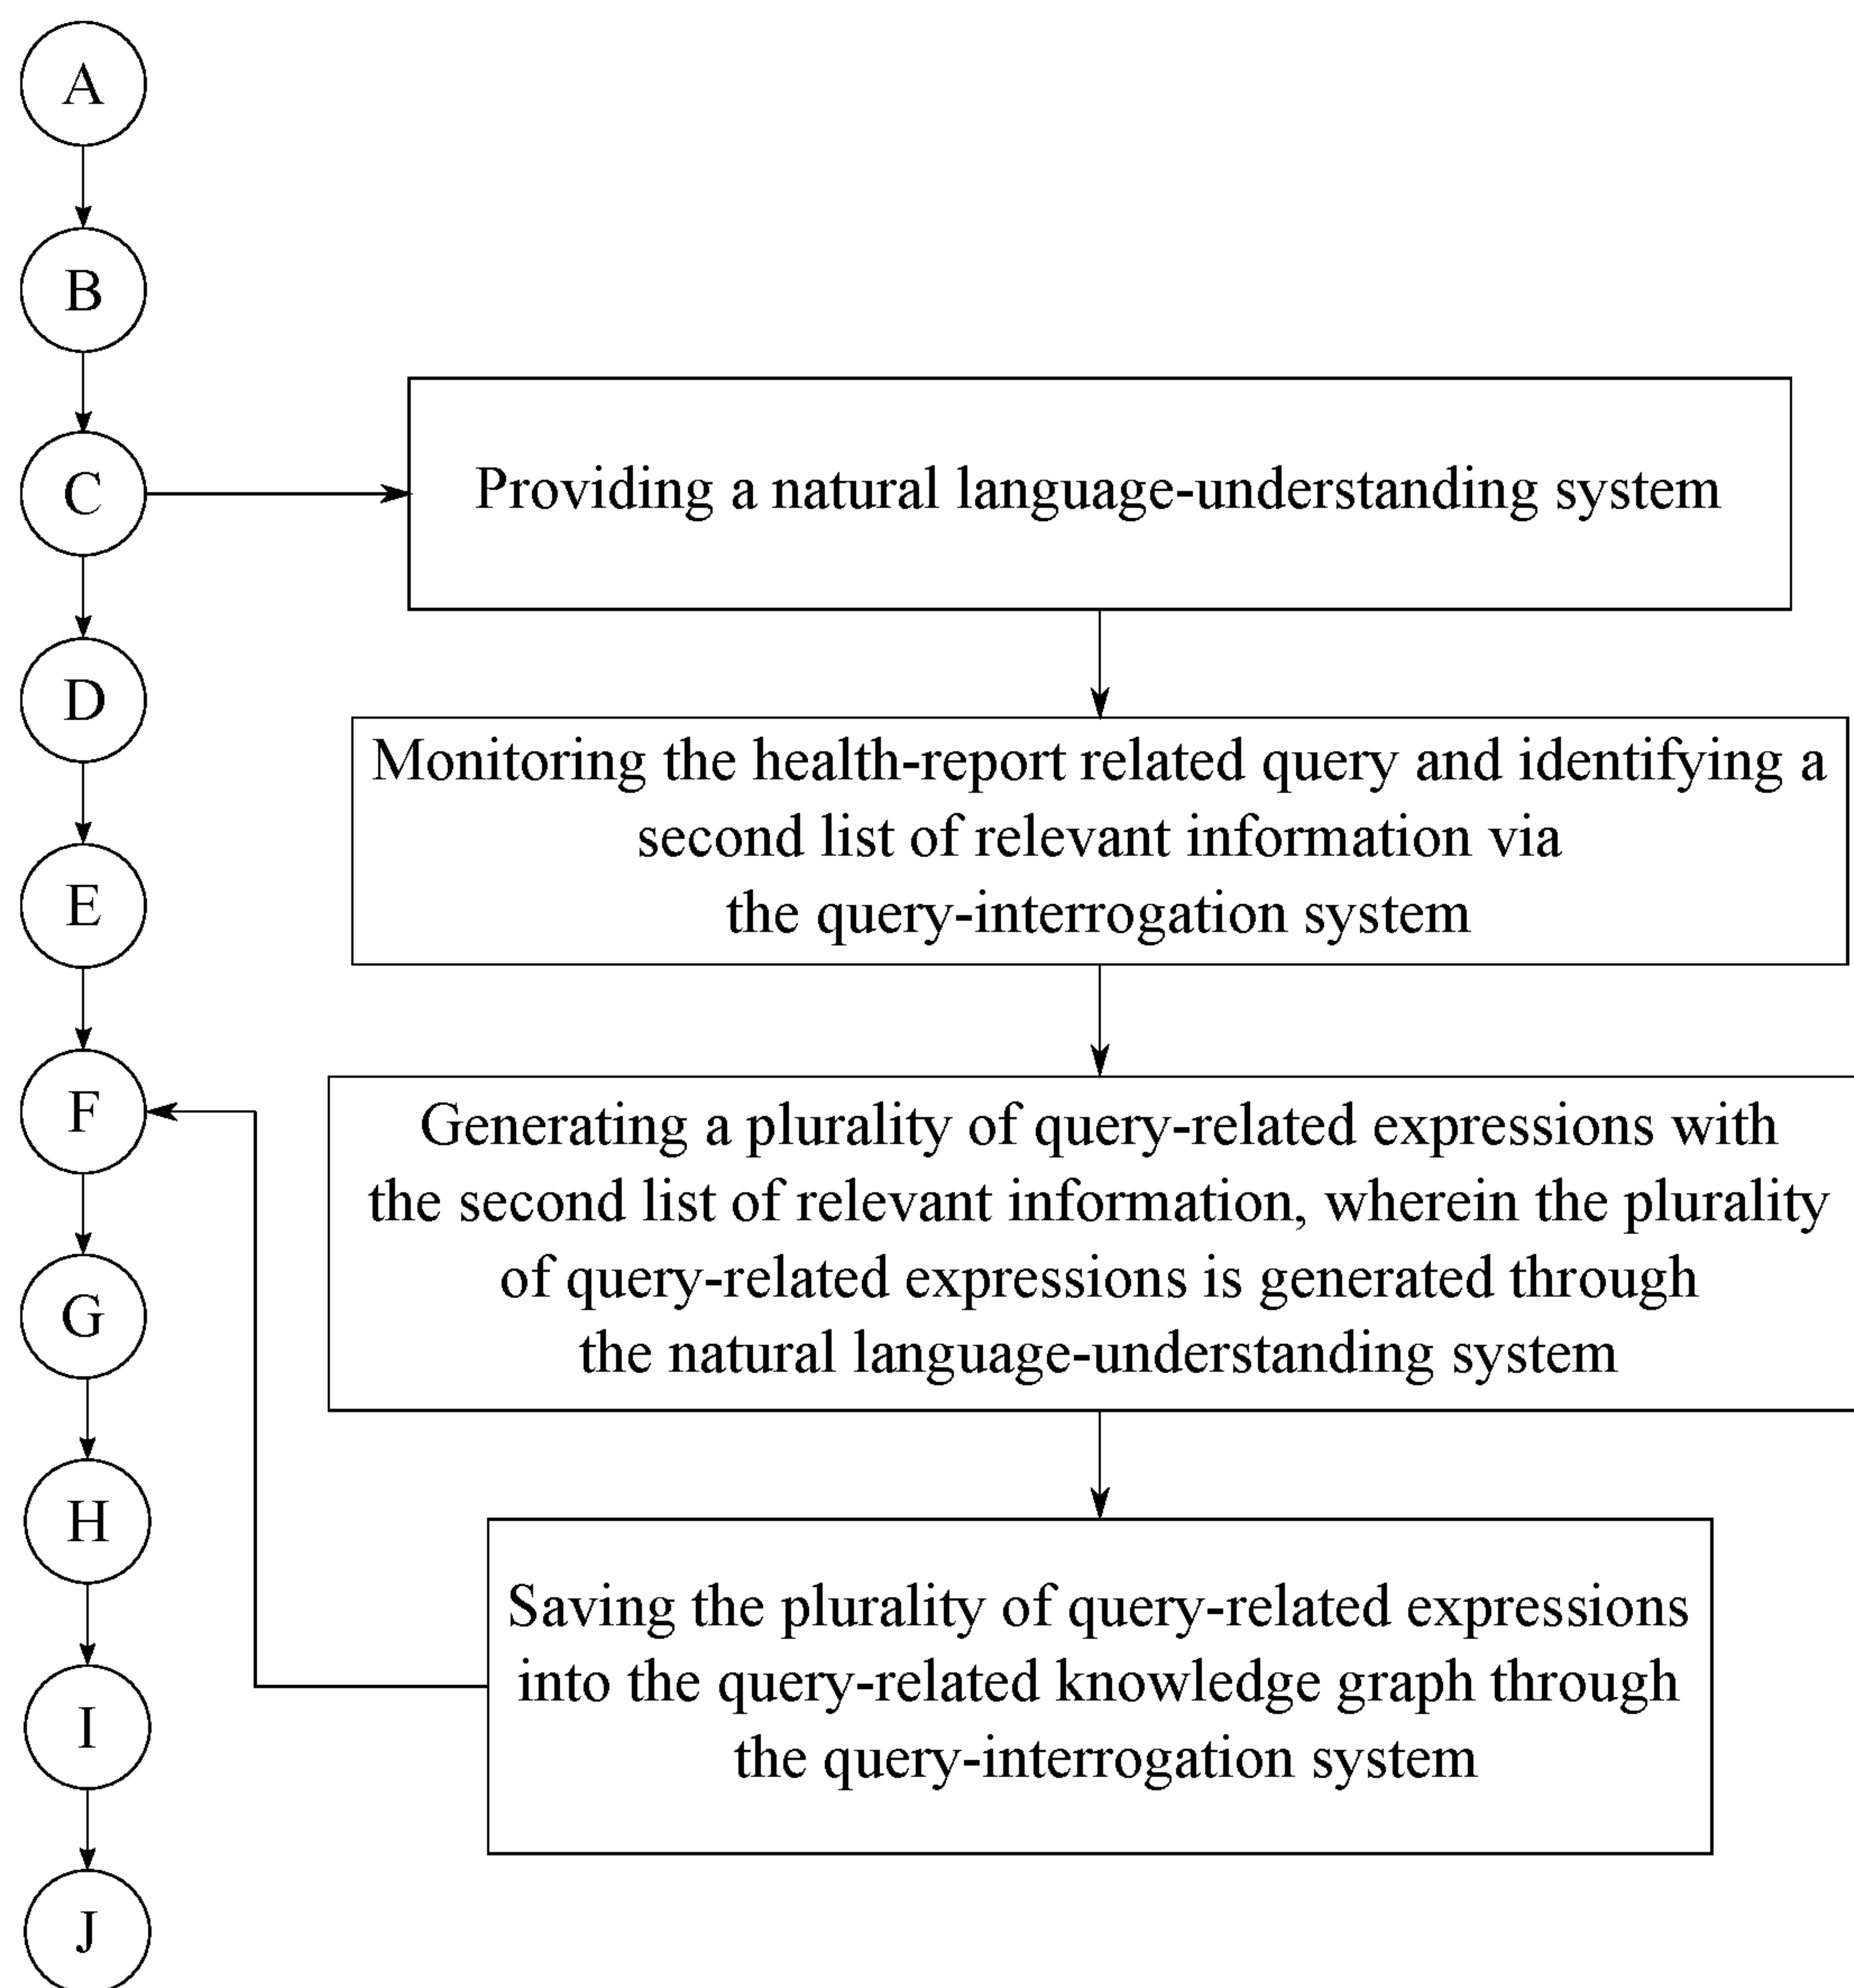 A
B
C
Providing a natural language-understanding system
D
Monitoring the health-report related query and identifying a
second list of relevant information via
the query-interrogation system
E
F
Generating a plurality of query-related expressions with
the second list of relevant information, wherein the plurality
of query-related expressions is generated through
the natural language-understanding system
G
H
Saving the plurality of query-related expressions
into the query-related knowledge graph through
the query-interrogation system
I
J